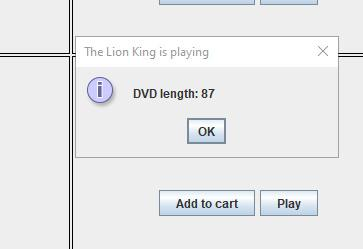 The Lion King is playing
DVD length: 87
OK
Add to cart Play